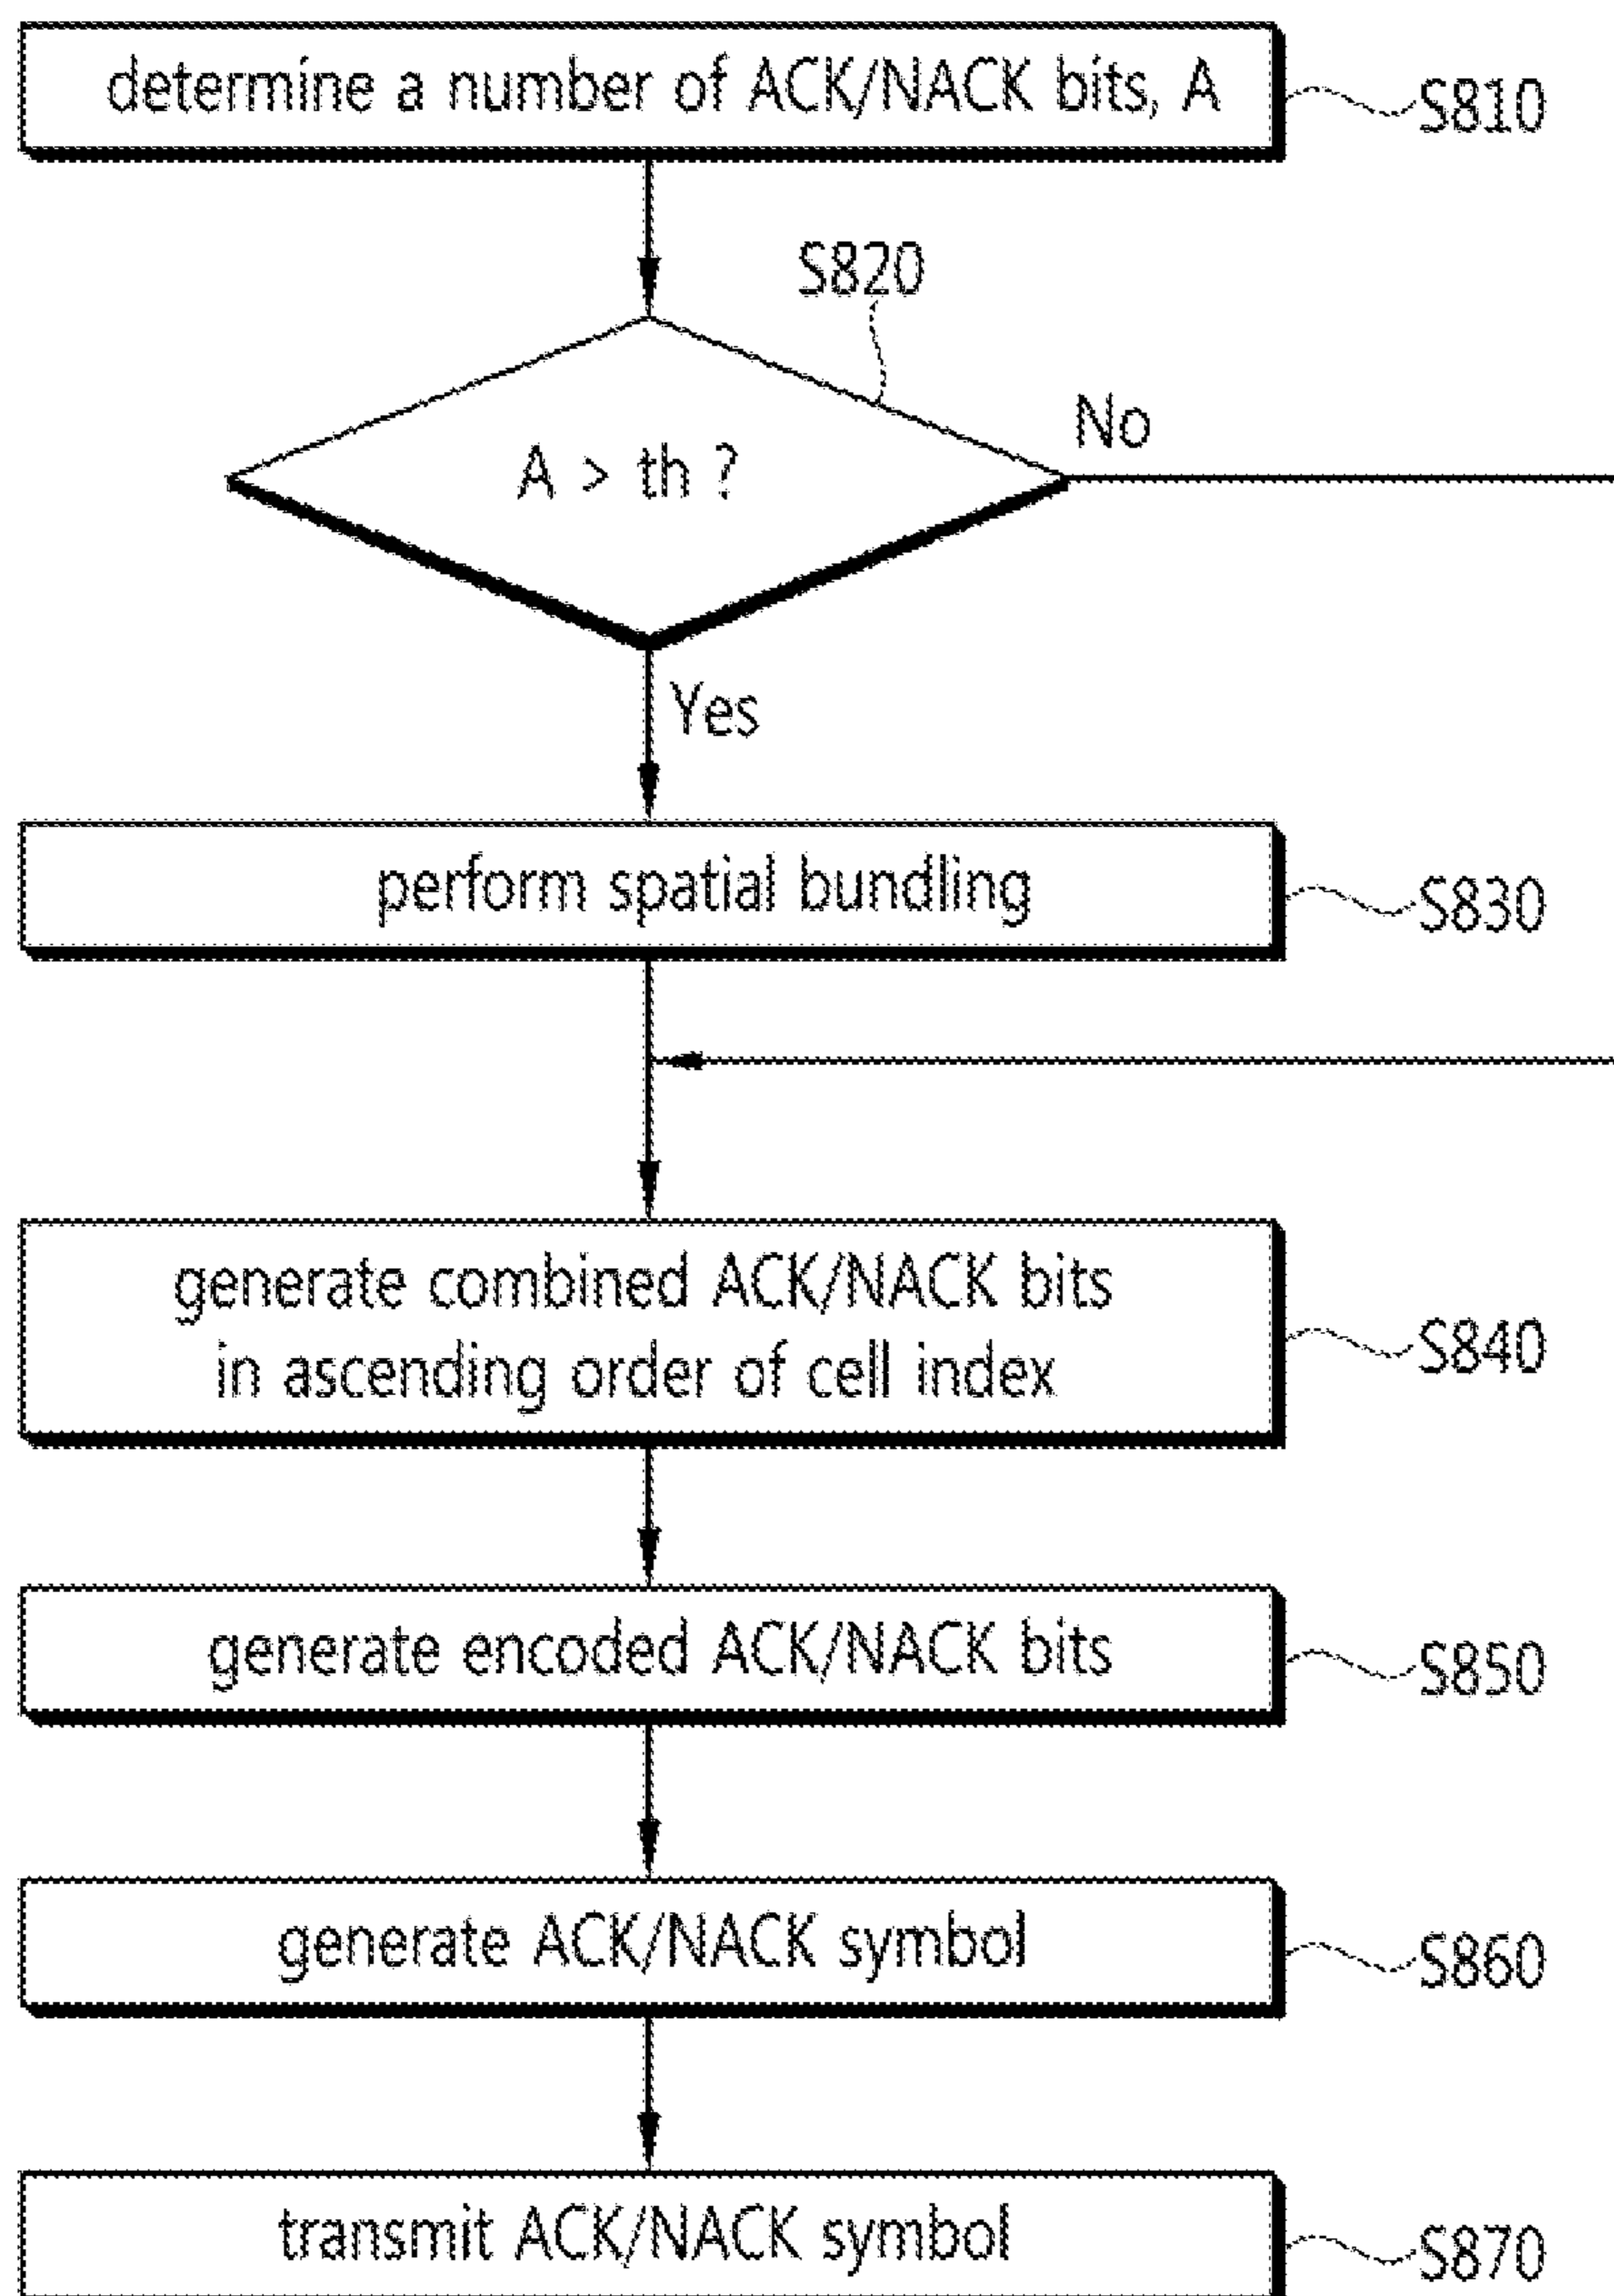 determine a number of ACK/NACK bits, A
S810
S820
A > th ?
No
Yes
perform spatial bundling
S830
generate combined ACK/NACK bits
in ascending order of cell index
S840
generate encoded ACK/NACK bits
S850
generate ACK/NACK symbol
S860
transmit ACK/NACK symbol
S870